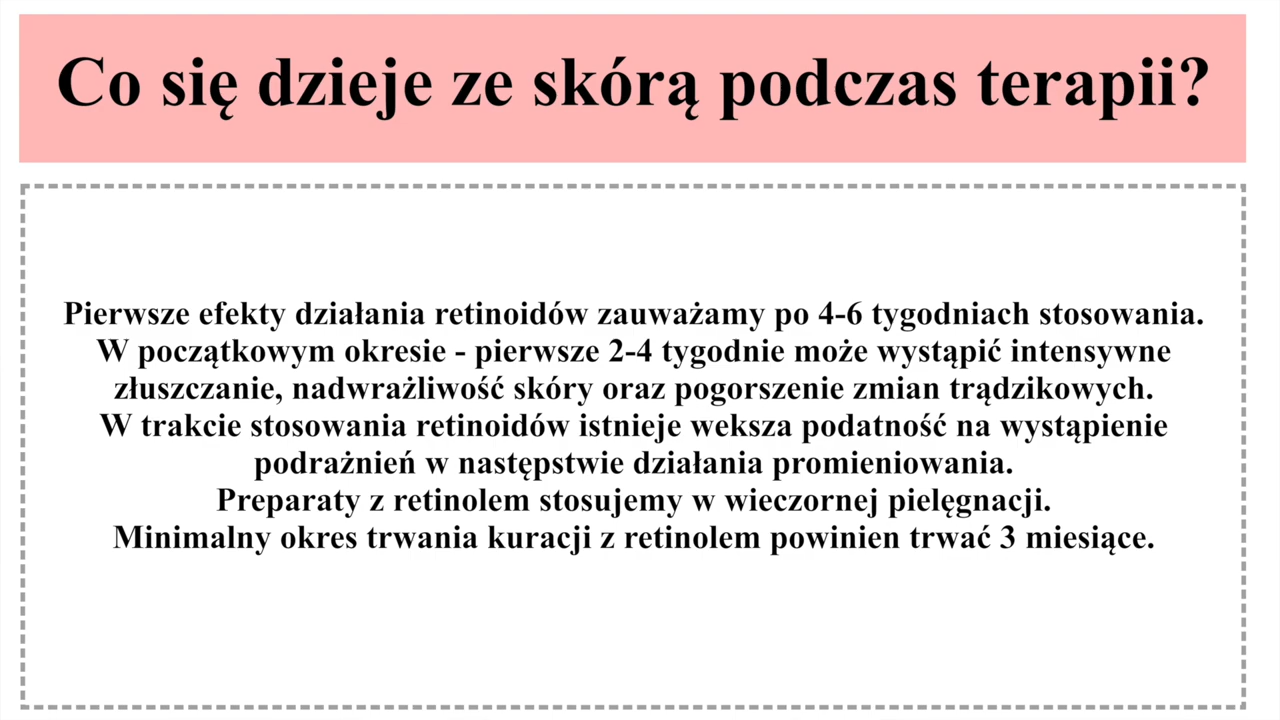 Co się dzieje ze skórą podczas terapii?
Pierwsze efekty działania retinoidów zauważamy po 4-6 tygodniach stosowania.
W początkowym okresie - pierwsze 2-4 tygodnie może wystąpić intensywne
złuszczanie, nadwrażliwość skóry oraz pogorszenie zmian trądzikowych.
W trakcie stosowania retinoidów istnieje weksza podatność na wystąpienie
podrażnień w następstwie działania promieniowania.
Preparaty z retinolem stosujemy w wieczornej pielęgnacji.
Minimalny okres trwania kuracji z retinolem powinien trwać 3 miesiące.